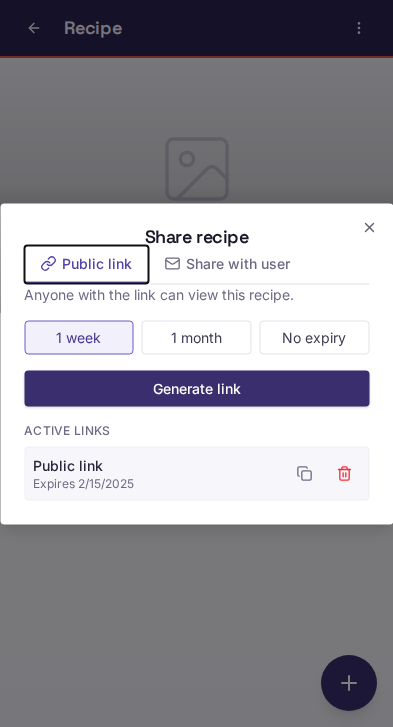 Recipe
Share recipe
Public link
Share with user
Anyone with the link can view this recipe.
1 week
1 month
No expiry
Generate link
ACTIVE LINKS
Public link
Expires 2/15/2025